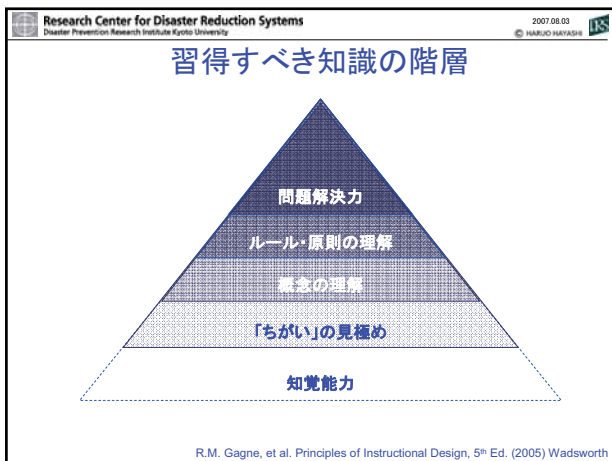 Research Center for Disaster Reduction Systems
Disaster Prevention Research Institute Kyoto University
2007.08.03
© HARUO HAYASHI
DRS
習得すべき知識の階層
問題解決力
ルール・原則の理解
概念の理解
「ちがい」の見極め
知覚能力
R.M. Gagne, et al. Principles of Instructional Design, 5th Ed. (2005) Wadsworth